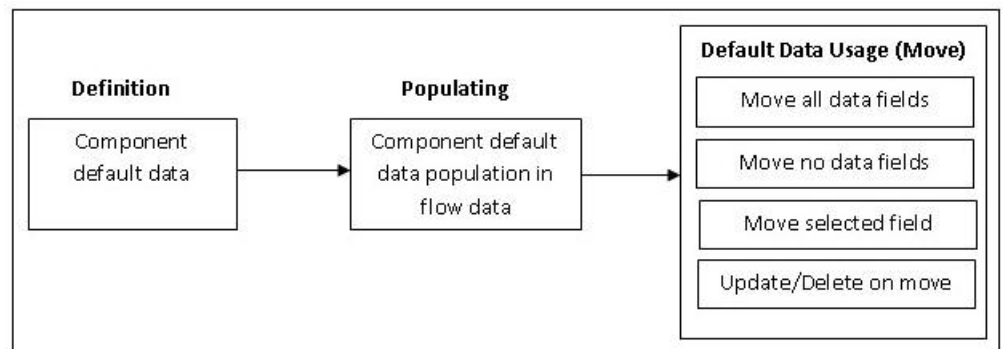 Definition
Component
default data
Populating
Component default
data population in
flow data
Default Data Usage (Move)
Move all data fields
Move no data fields
Move selected field
Update/Delete on move